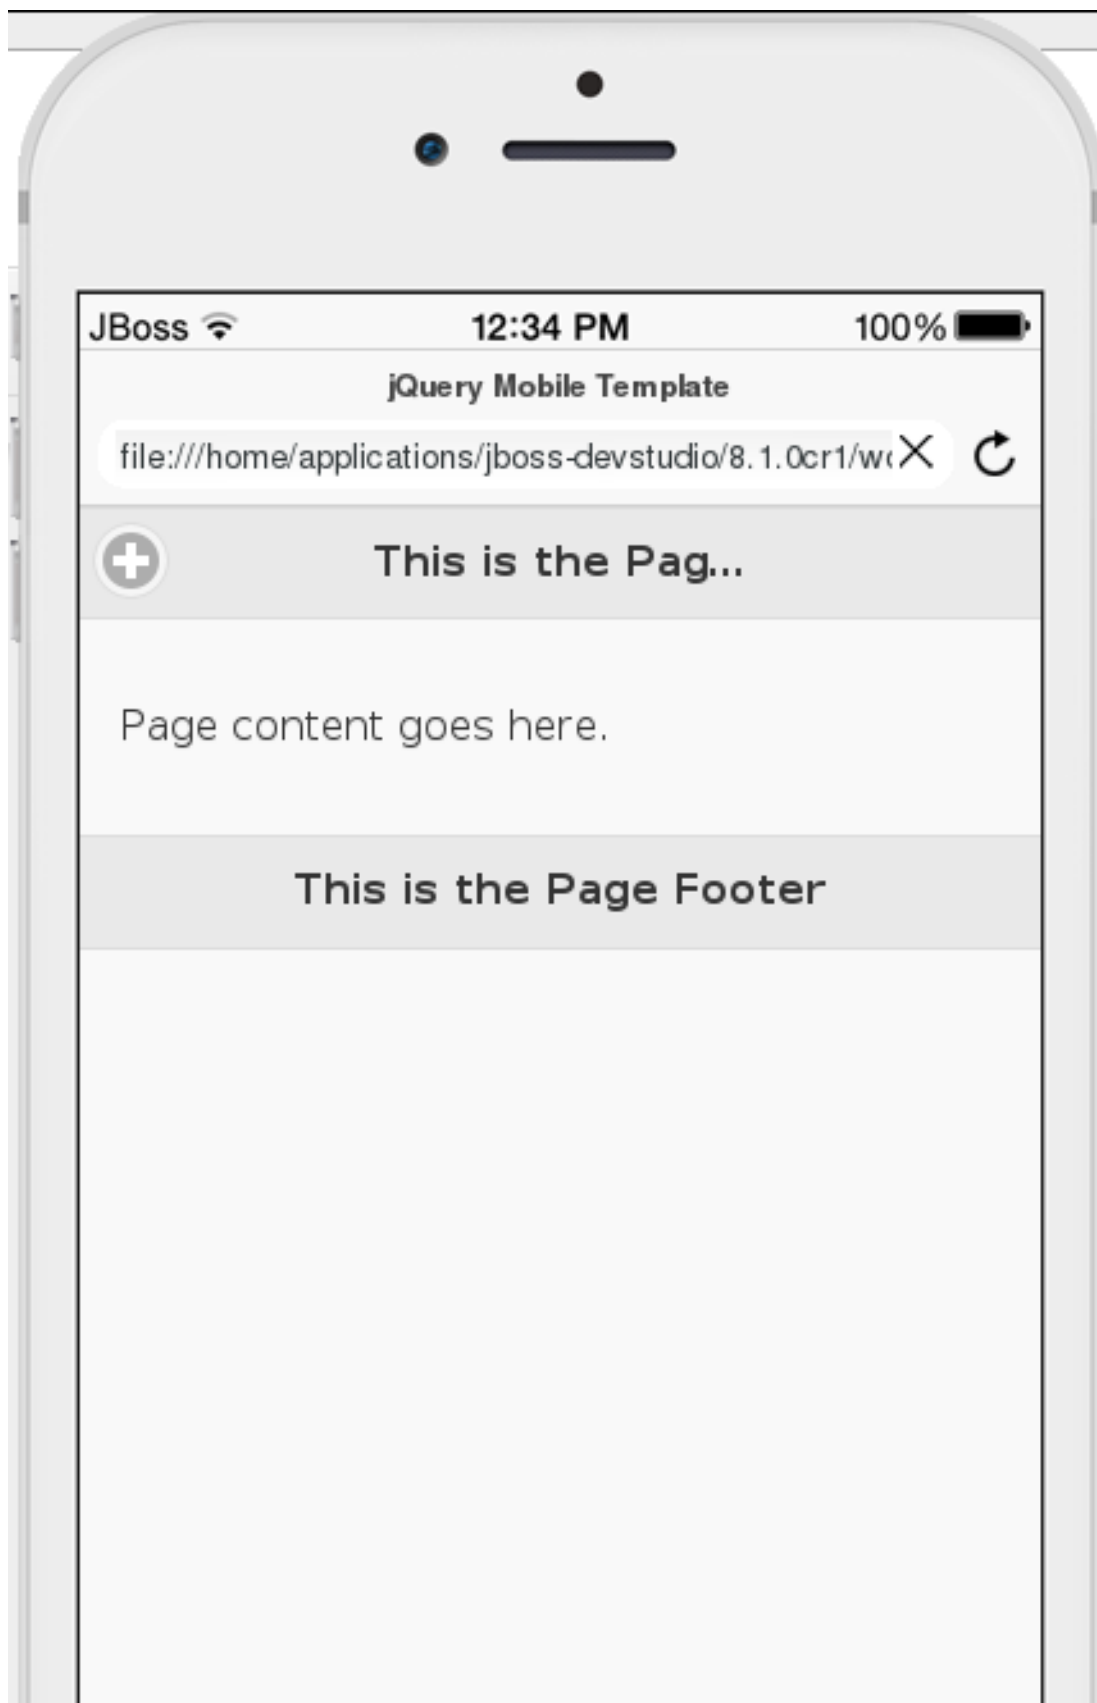 JBoss 12:34 PM 100%
jQuery Mobile Template
file:///home/applications/jboss-devstudio/8.1.0cr1/w
This is the Pag...
Page content goes here.
This is the Page Footer